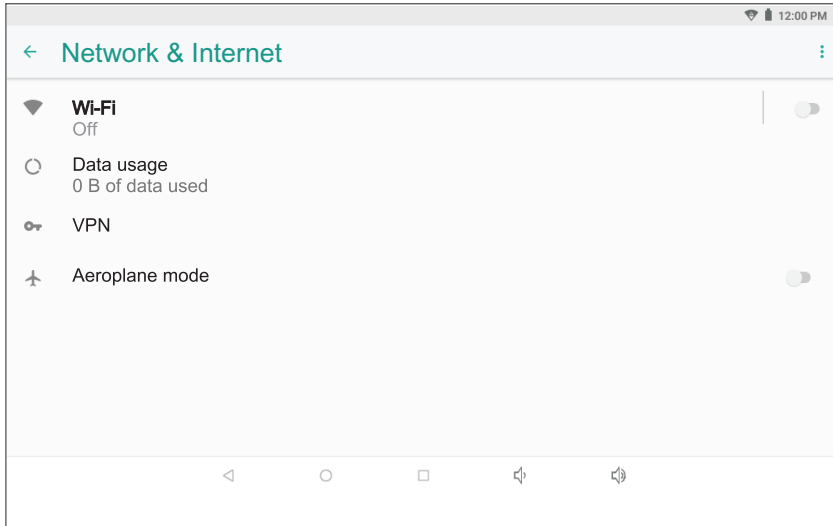 12:00 PM
Network & Internet
Wi-Fi
Off
Data usage
0 B of data used
VPN
Aeroplane mode